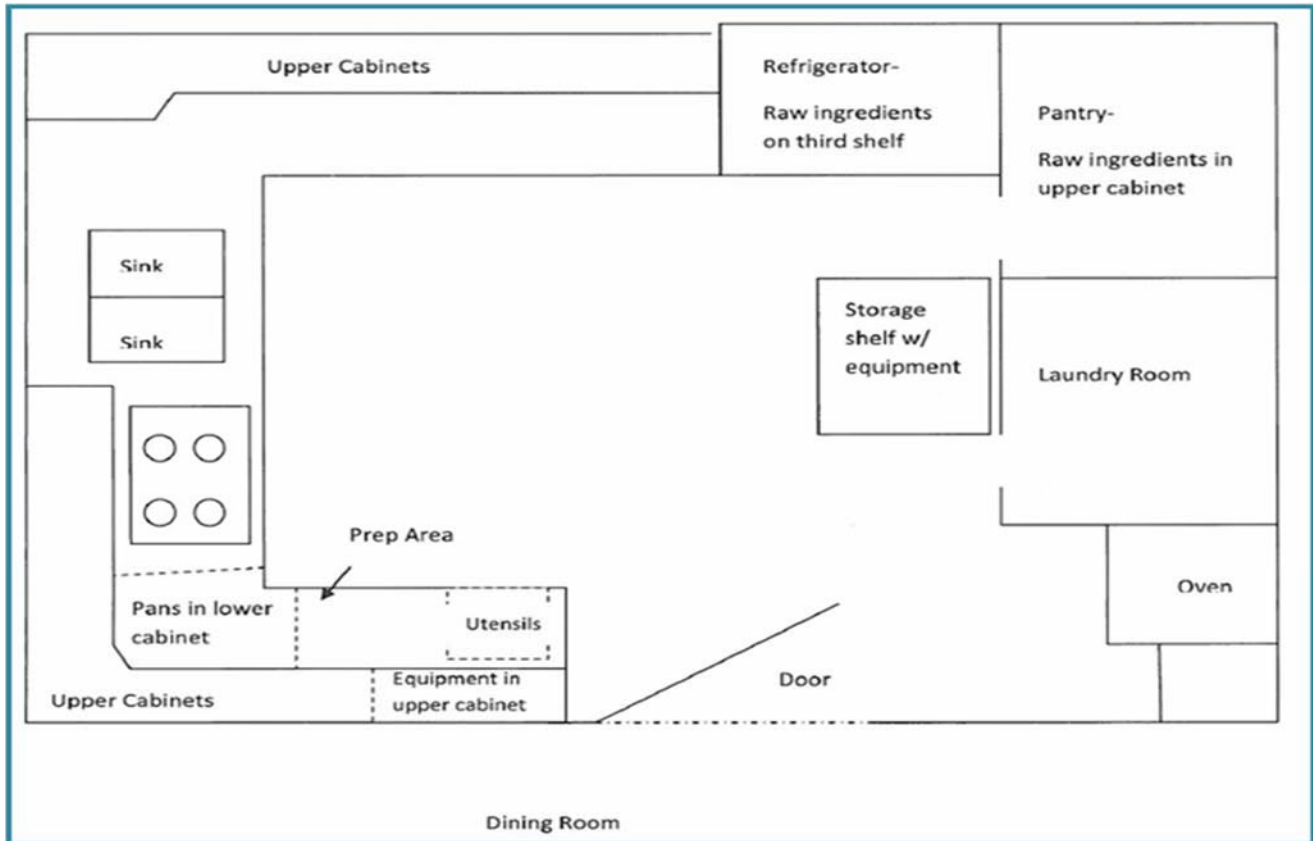 Upper Cabinets
Refrigerator-
Raw ingredients
on third shelf
Pantry-
Raw ingredients in
upper cabinet
Sink
Sink
Storage
shelf w/
equipment
Laundry Room
Prep Area
Pans in lower
cabinet
Utensils
Oven
Upper Cabinets
Equipment in
upper cabinet
Door
Dining Room